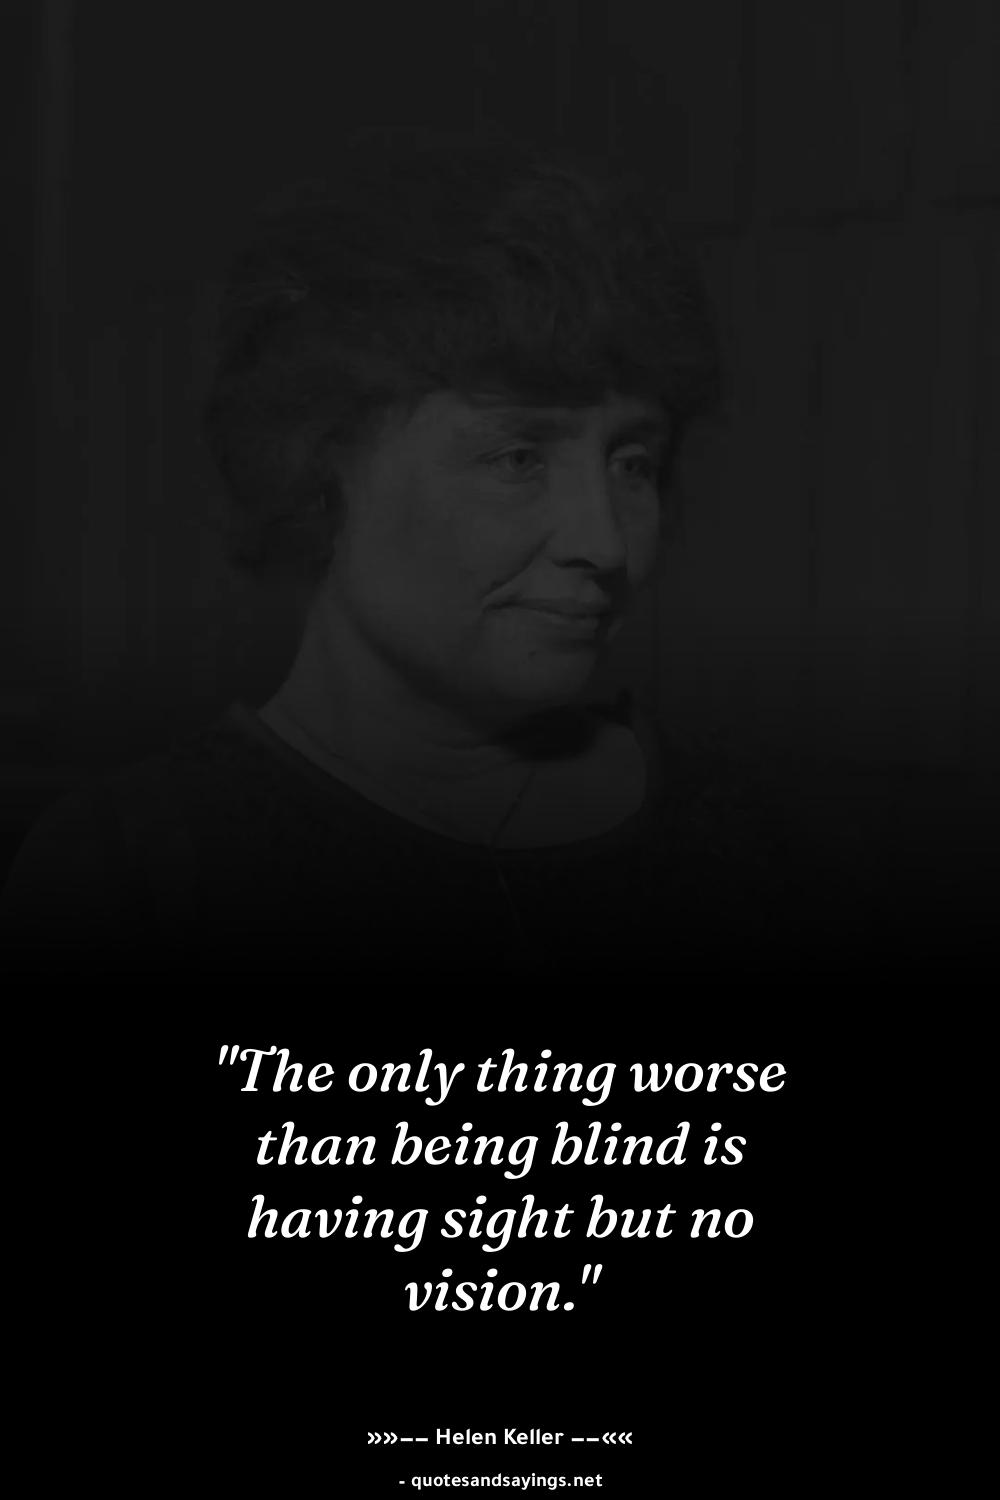 "The only thing worse
than being blind is
having sight but no
vision."
»»−− Helen Keller −−««
- quotesandsayings.net